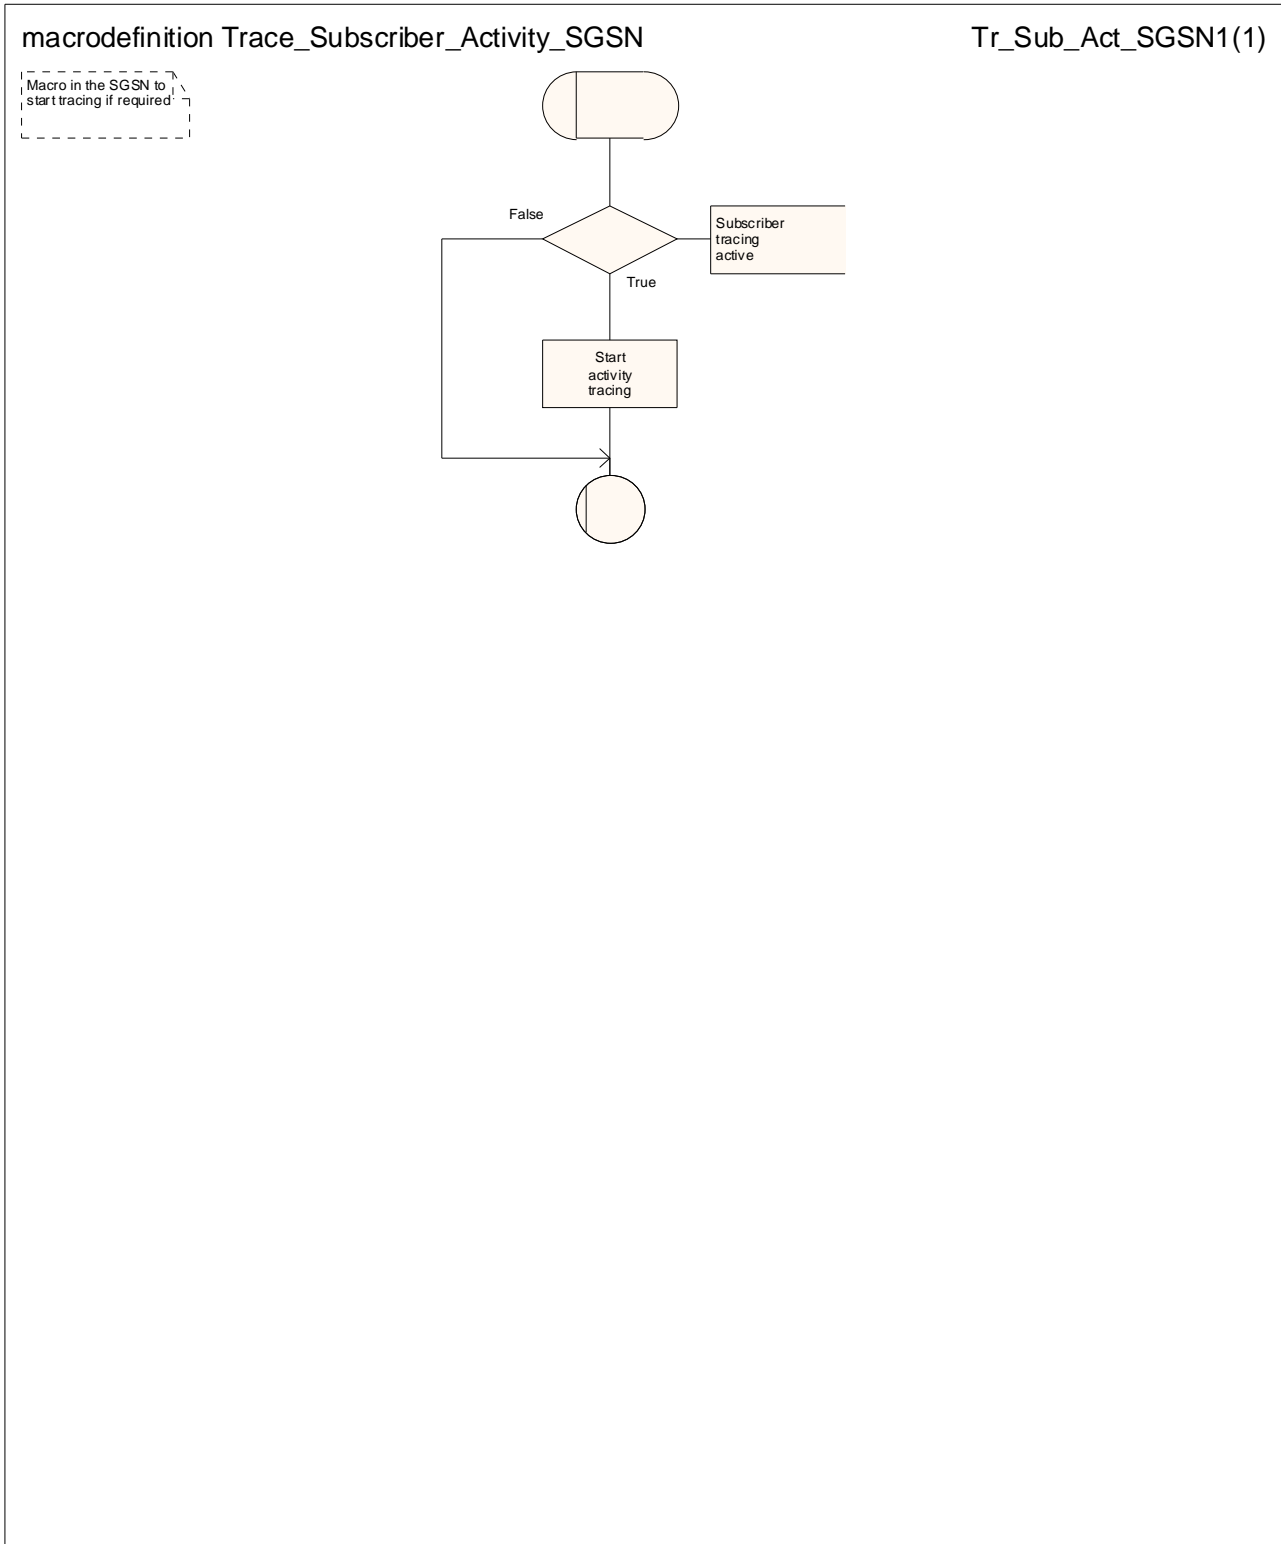 macrodefinition Trace_Subscriber_Activity_SGSN
Tr_Sub_Act_SGSN1(1)
Macro in the SGSN to
start tracing if required
False
Subscriber
tracing
active
True
Start
activity
tracing